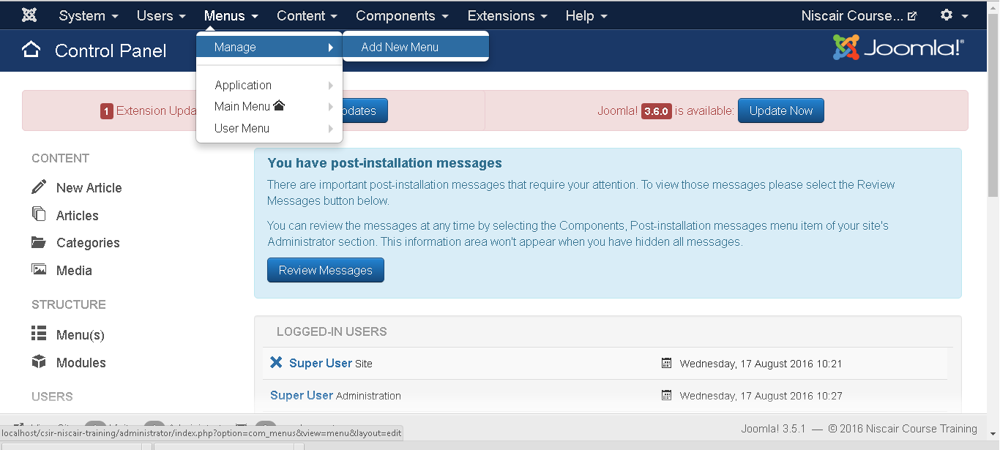 System Users Menus Content Components Extensions Help Niscair Course...
Control Panel
Joomla!®
Manage
Add New Menu
Application
Main Menu
User Menu
1 Extension Upda
Joomla! 3.6.0 is available: Update Now
CONTENT
New Article
Articles
Categories
Media
STRUCTURE
Menu(s)
Modules
USERS
You have post-installation messages
There are important post-installation messages that require your attention. To view those messages please select the Review
Messages button below.
You can review the messages at any time by selecting the Components, Post-installation messages menu item of your site's
Administrator section. This information area won't appear when you have hidden all messages.
Review Messages
LOGGED-IN USERS
Super User Site Wednesday, 17 August 2016 10:21
Super User Administration Wednesday, 17 August 2016 10:27
localhost/csir-niscair-training/administrator/index.php?option=com_menus&view=menu&layout=edit
Joomla! 3.5.1 — © 2016 Niscair Course Training